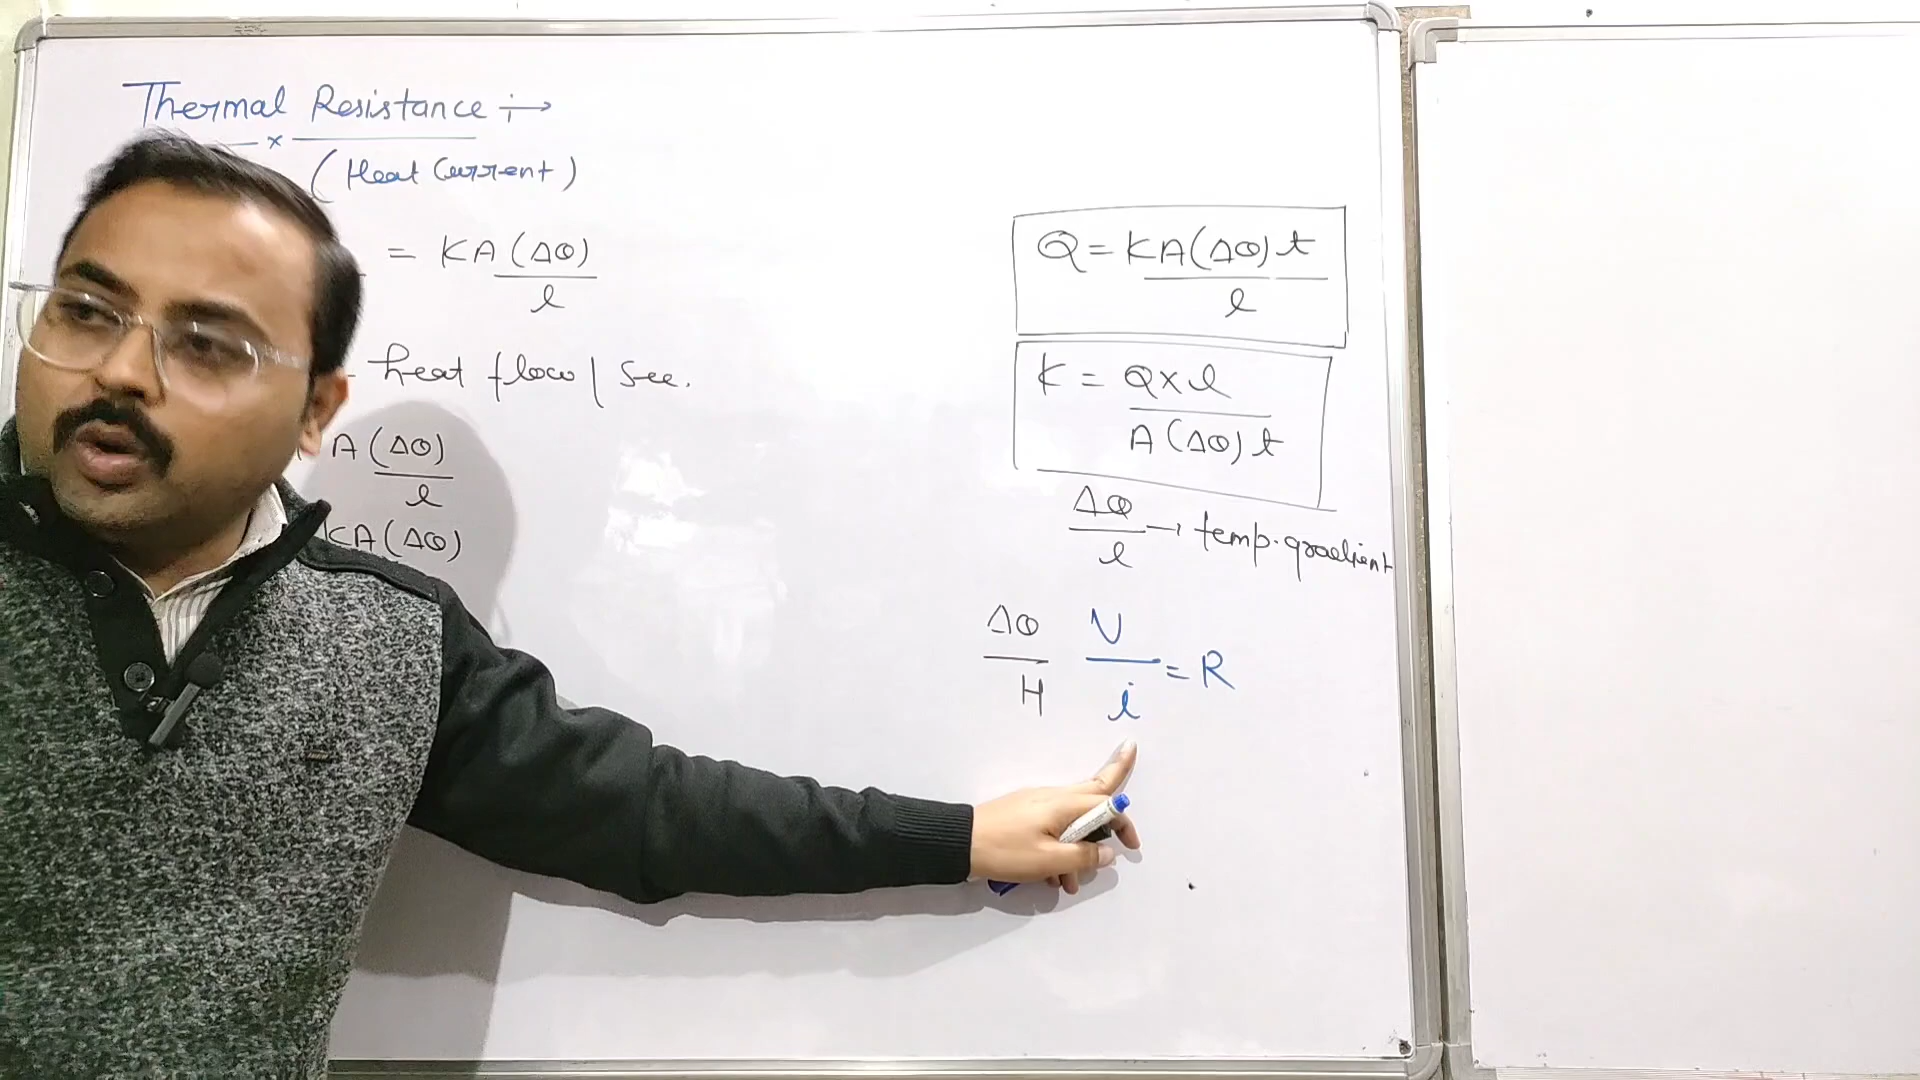 Thermal Resistance :→
(Heat Current)
= KA(Δθ)
l
heat flow / sec.
A(Δθ)
l
KA(Δθ)
Q = KA(Δθ)t
l
K = Q×l
A(Δθ)t
Δθ
l → temp. gradient
Δθ
H
V
i = R